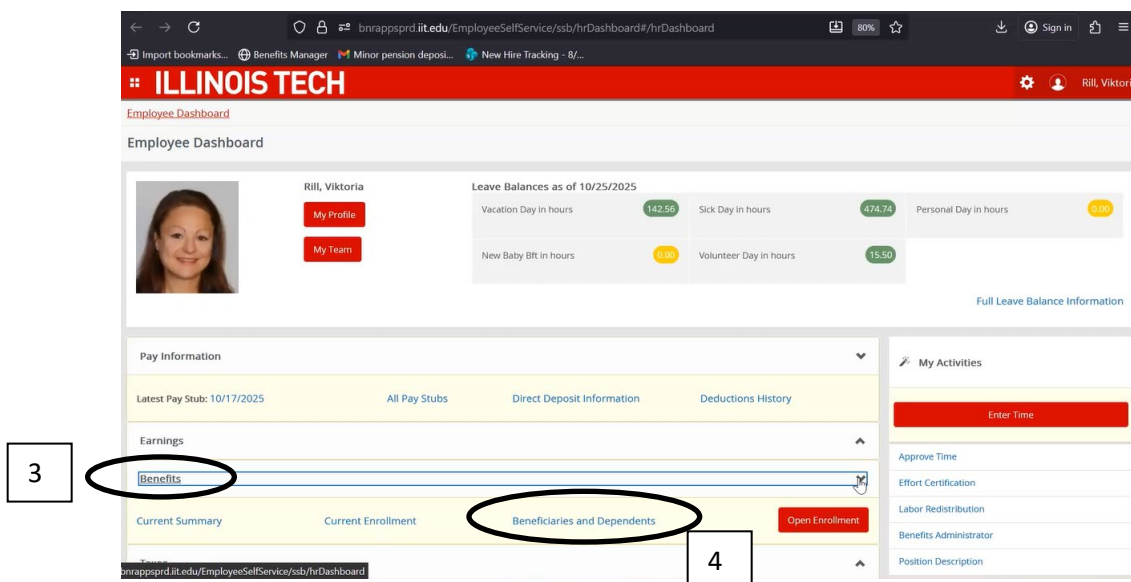 bnrappsprd.iit.edu/EmployeeSelfService/ssb/hrDashboard#/hrDashboard 80% Sign in
Import bookmarks... Benefits Manager Minor pension deposi... New Hire Tracking - 8/...
ILLINOIS TECH Rill, Viktori
Employee Dashboard
Employee Dashboard
Rill, Viktoria
My Profile
My Team
Leave Balances as of 10/25/2025
Vacation Day in hours 142.56 Sick Day in hours 474.74 Personal Day in hours 0.00
New Baby Bft in hours 0.00 Volunteer Day in hours 15.50
Full Leave Balance Information
Pay Information
Latest Pay Stub: 10/17/2025 All Pay Stubs Direct Deposit Information Deductions History
Earnings
3
Benefits
Current Summary Current Enrollment Beneficiaries and Dependents Open Enrollment
4
Taxes
bnrappsprd.iit.edu/EmployeeSelfService/ssb/hrDashboard
My Activities
Enter Time
Approve Time
Effort Certification
Labor Redistribution
Benefits Administrator
Position Description